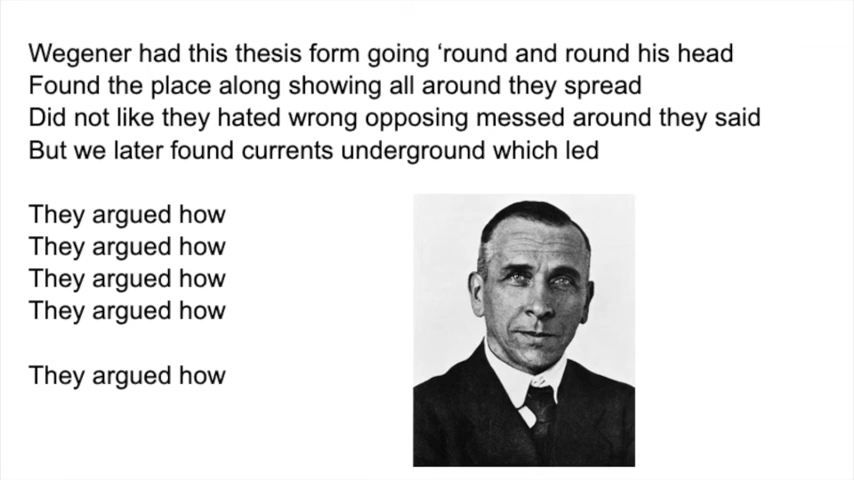 Wegener had this thesis form going ‘round and round his head
Found the place along showing all around they spread
Did not like they hated wrong opposing messed around they said
But we later found currents underground which led
They argued how
They argued how
They argued how
They argued how
They argued how